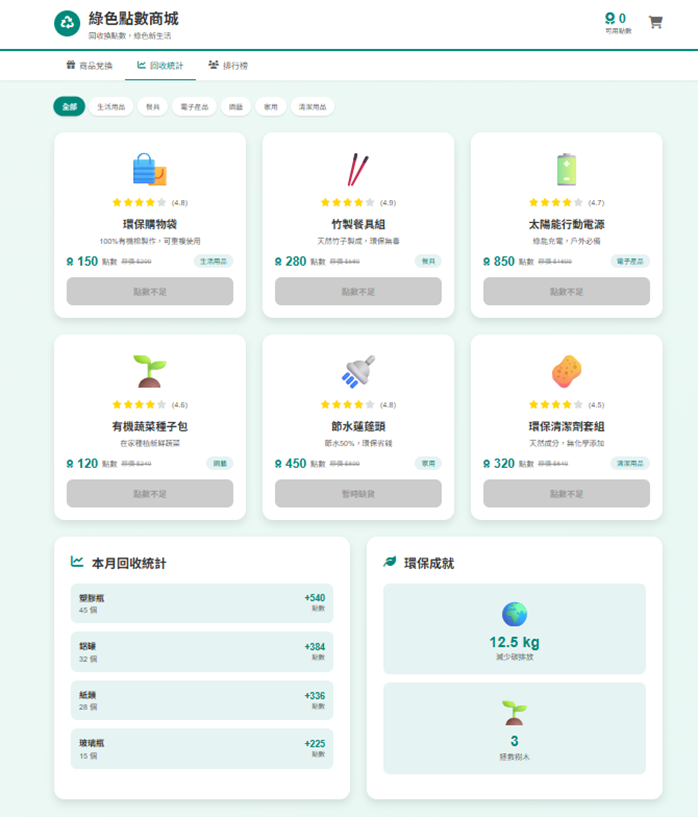 綠色點數商城
回收換點數，綠色新生活
0
可用點數
商品兌換
回收統計
排行榜
全部
生活用品
餐具
電子產品
園藝
家用
清潔用品
(4.8)
環保購物袋
100%有機棉製作，可重複使用
150 點數 原價 $200
生活用品
點數不足
(4.9)
竹製餐具組
天然竹子製成，環保無毒
280 點數
餐具
點數不足
(4.7)
太陽能行動電源
綠能充電，戶外必備
850 點數
電子產品
點數不足
(4.6)
有機蔬菜種子包
在家種植新鮮蔬菜
120 點數 原價 $240
園藝
點數不足
(4.8)
節水蓮蓬頭
節水50%，環保省錢
450 點數
家用
暫時缺貨
(4.5)
環保清潔劑套組
天然成分，無化學添加
320 點數 原價 $640
清潔用品
點數不足
本月回收統計
塑膠瓶
45 個
+540
點數
鋁罐
32 個
+384
點數
紙類
28 個
+336
點數
玻璃瓶
15 個
+225
點數
環保成就
12.5 kg
減少碳排放
3
拯救樹木